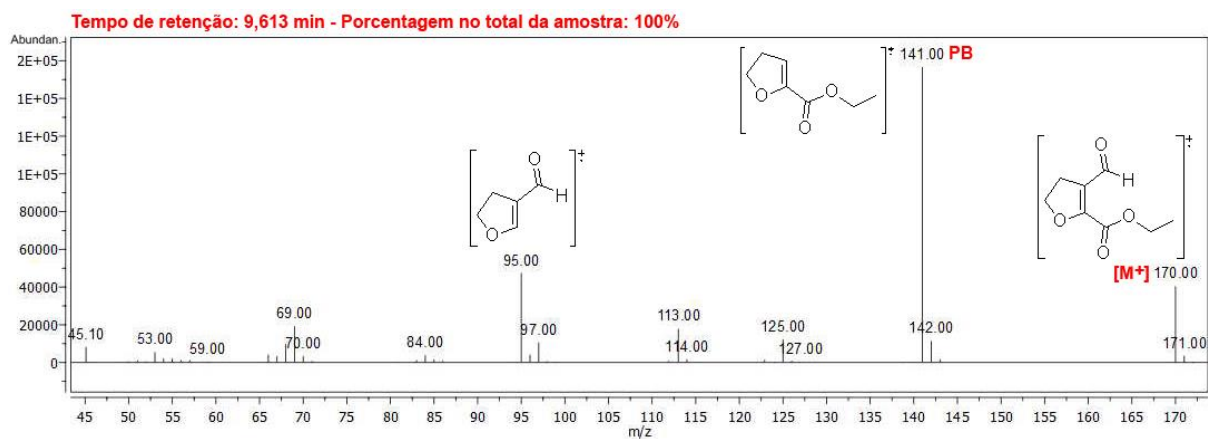 Tempo de retenção: 9,613 min - Porcentagem no total da amostra: 100%
Abundan.
2E+05
1E+05
1E+05
1E+05
80000
60000
40000
20000
0
45.10
53.00
59.00
69.00
70.00
84.00
95.00
97.00
113.00
114.00
125.00
127.00
141.00 PB
142.00
[M+] 170.00
171.00
O
H
O
+
O
O
O
+
O
H
O
O
O
+
45 50 55 60 65 70 75 80 85 90 95 100 105 110 115 120 125 130 135 140 145 150 155 160 165 170
m/z